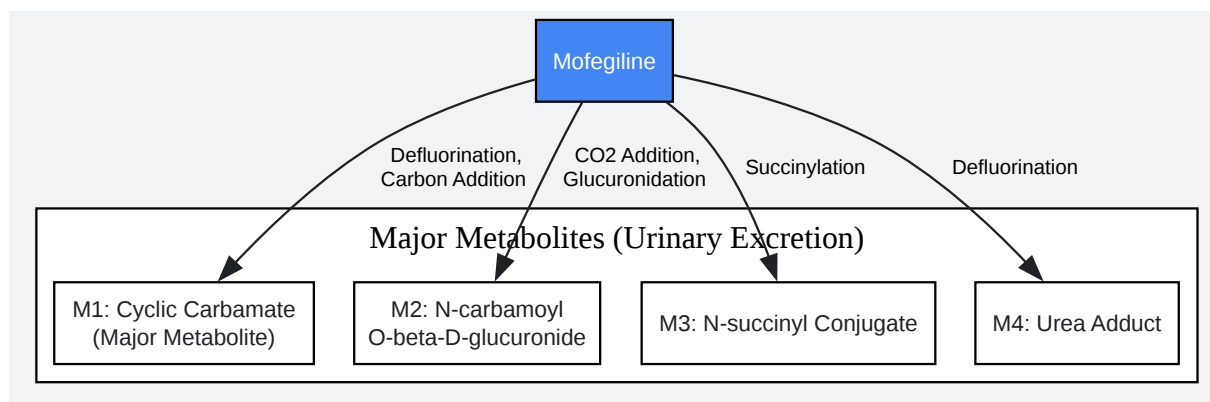 Mofegiline
Defluorination,
Carbon Addition
CO2 Addition,
Glucuronidation
Succinylation
Defluorination
Major Metabolites (Urinary Excretion)
M1: Cyclic Carbamate
(Major Metabolite)
M2: N-carbamoyl
O-beta-D-glucuronide
M3: N-succinyl Conjugate
M4: Urea Adduct